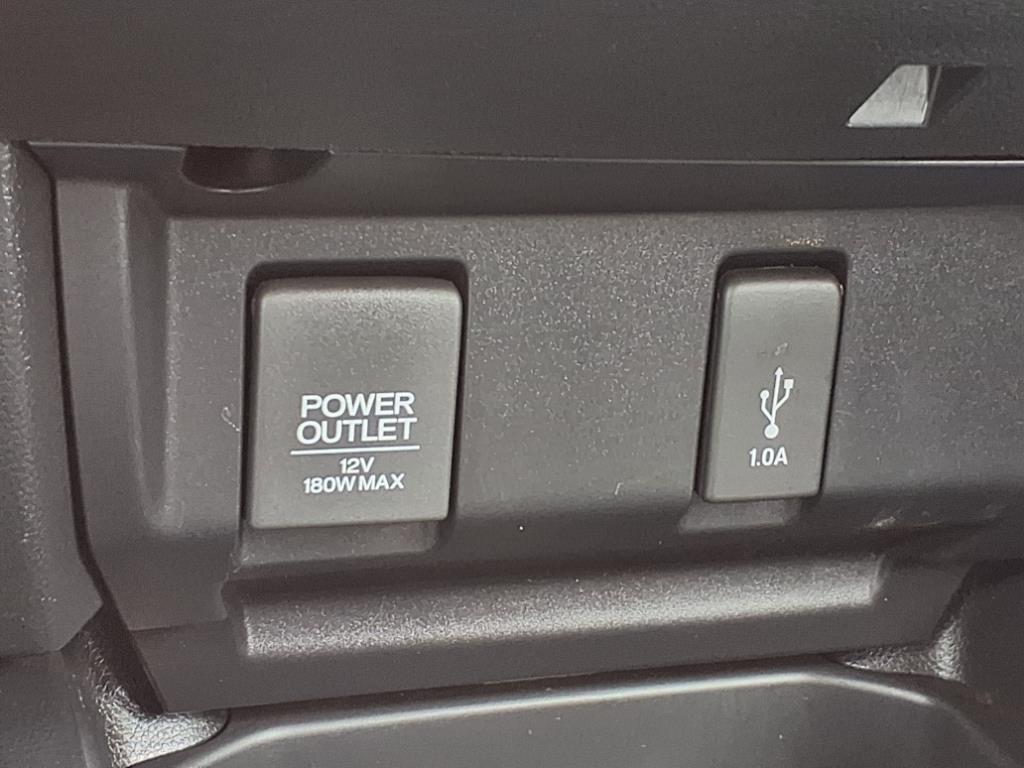 POWER
OUTLET
12V
180W MAX
1.0A